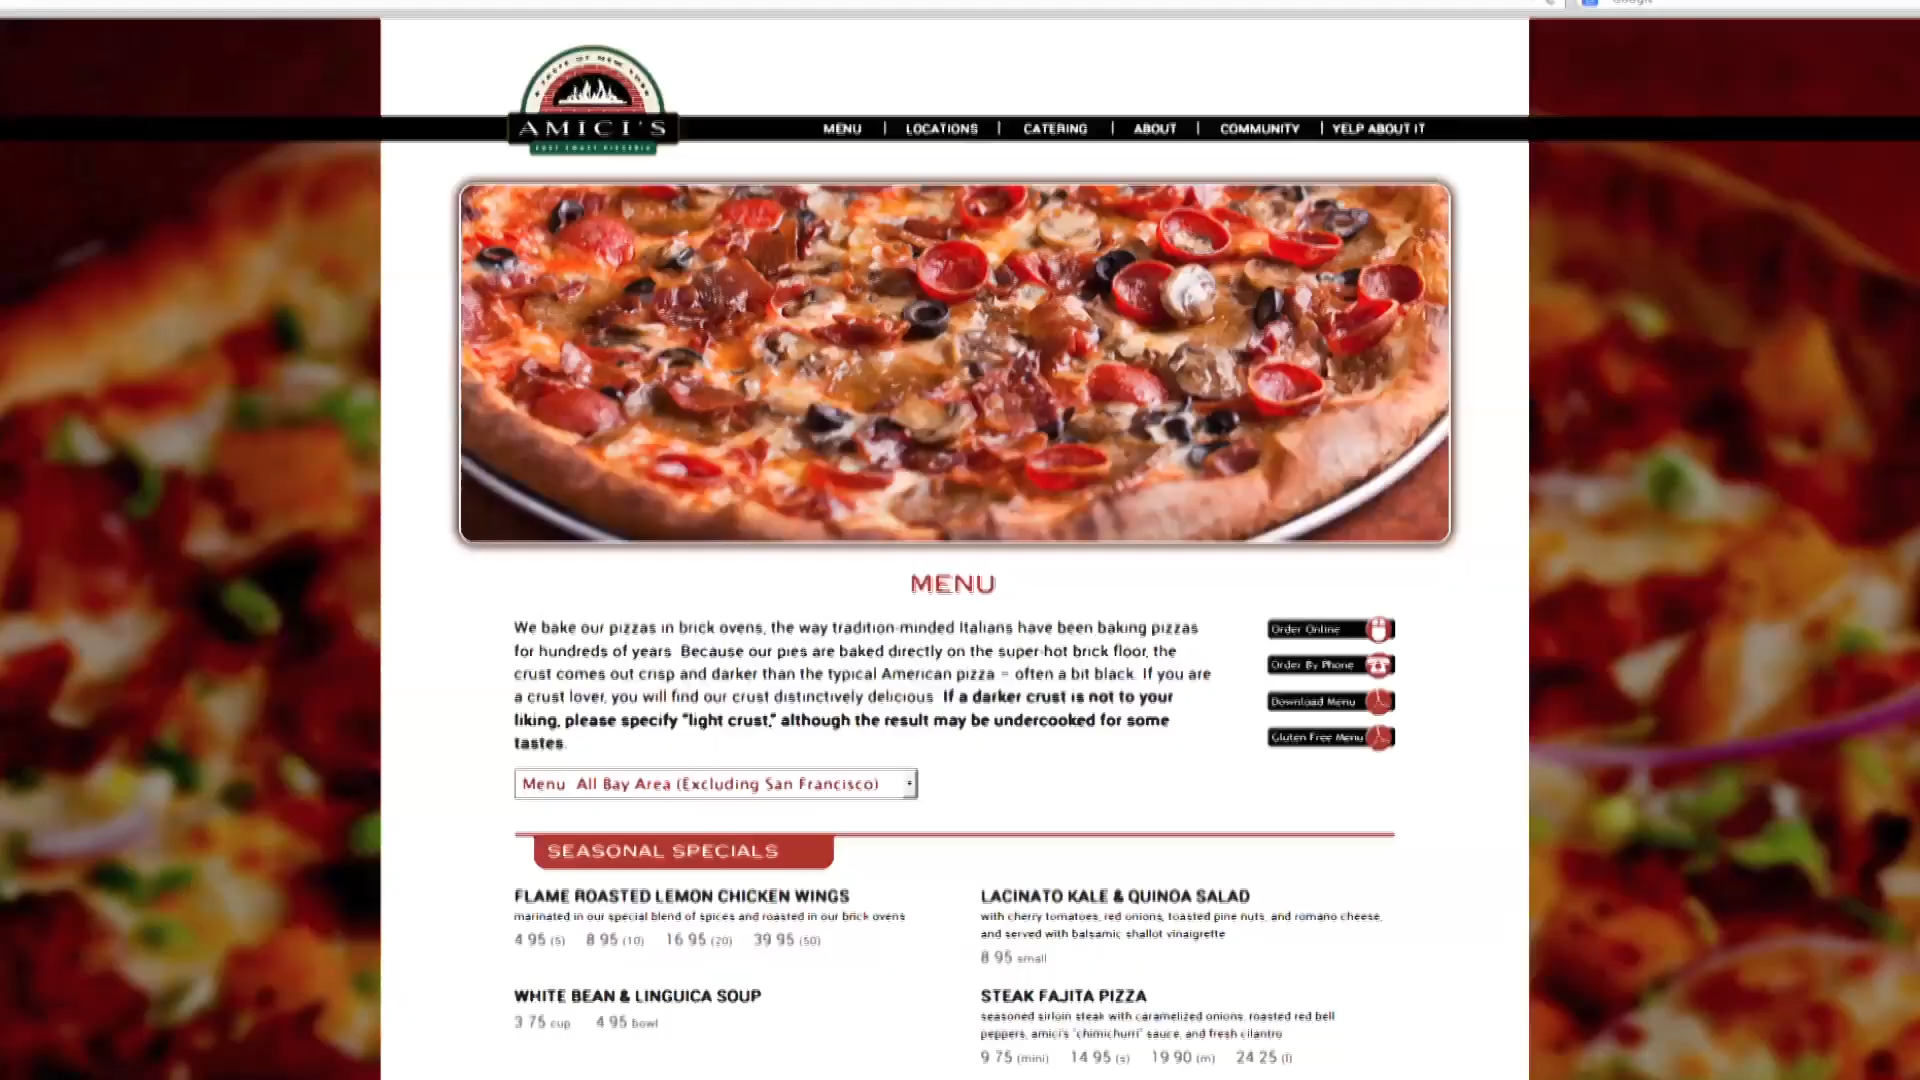 A TASTE OF NEW YORK
AMICI'S
EAST COAST PIZZERIA
MENU | LOCATIONS | CATERING | ABOUT | COMMUNITY | YELP ABOUT IT
MENU
We bake our pizzas in brick ovens, the way tradition-minded Italians have been baking pizzas
for hundreds of years. Because our pies are baked directly on the super-hot brick floor, the
crust comes out crisp and darker than the typical American pizza – often a bit black. If you are
a crust lover, you will find our crust distinctively delicious. If a darker crust is not to your
liking, please specify "light crust," although the result may be undercooked for some
tastes.
Order Online
Order By Phone
Download Menu
Gluten Free Menu
Menu All Bay Area (Excluding San Francisco)
SEASONAL SPECIALS
FLAME ROASTED LEMON CHICKEN WINGS
marinated in our special blend of spices and roasted in our brick ovens
4.95 (5) 8.95 (10) 16.95 (20) 39.95 (50)
LACINATO KALE & QUINOA SALAD
with cherry tomatoes, red onions, toasted pine nuts, and romano cheese,
and served with balsamic shallot vinaigrette
8.95 small
WHITE BEAN & LINGUICA SOUP
3.75 cup 4.95 bowl
STEAK FAJITA PIZZA
seasoned sirloin steak with caramelized onions, roasted red bell
peppers, amici's "chimichurri" sauce, and fresh cilantro
9.75 (mini) 14.95 (s) 19.90 (m) 24.25 (l)